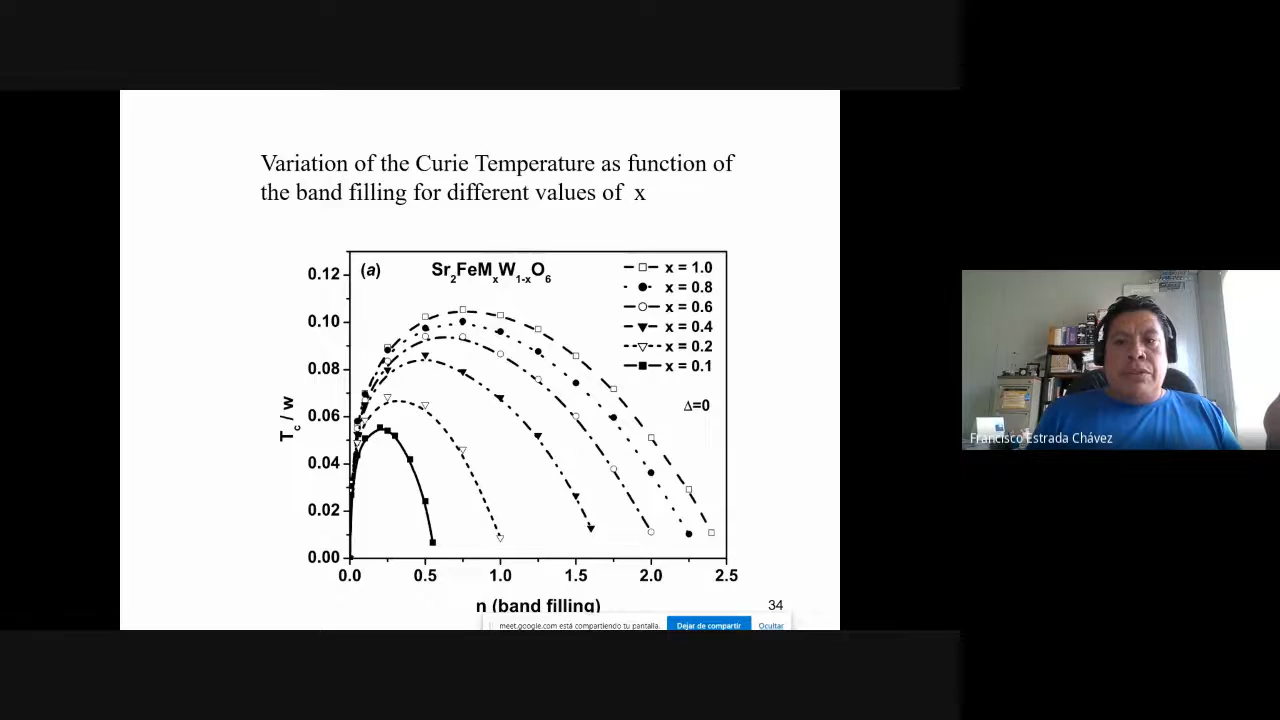 Variation of the Curie Temperature as function of
the band filling for different values of x
(a)
Sr2FeMxW1-xO6
x = 1.0
x = 0.8
x = 0.6
x = 0.4
x = 0.2
x = 0.1
Δ=0
Tc / w
0.12
0.10
0.08
0.06
0.04
0.02
0.00
0.0 0.5 1.0 1.5 2.0 2.5
n (band filling)
34
meet.google.com está compartiendo tu pantalla. Dejar de compartir Ocultar
Francisco Estrada Chávez